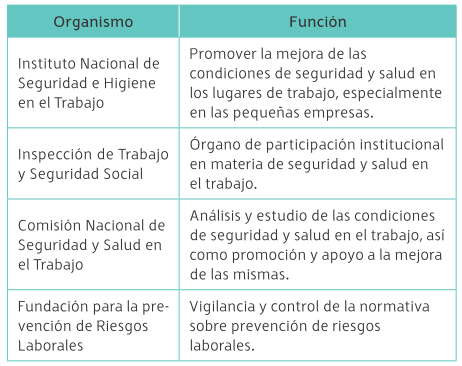 Organismo
Función
Instituto Nacional de
Seguridad e Higiene
en el Trabajo
Promover la mejora de las
condiciones de seguridad y salud en
los lugares de trabajo, especialmente
en las pequeñas empresas.
Inspección de Trabajo
y Seguridad Social
Órgano de participación institucional
en materia de seguridad y salud en
el trabajo.
Comisión Nacional de
Seguridad y Salud en
el Trabajo
Análisis y estudio de las condiciones
de seguridad y salud en el trabajo, así
como promoción y apoyo a la mejora
de las mismas.
Fundación para la pre-
vención de Riesgos
Laborales
Vigilancia y control de la normativa
sobre prevención de riesgos
laborales.